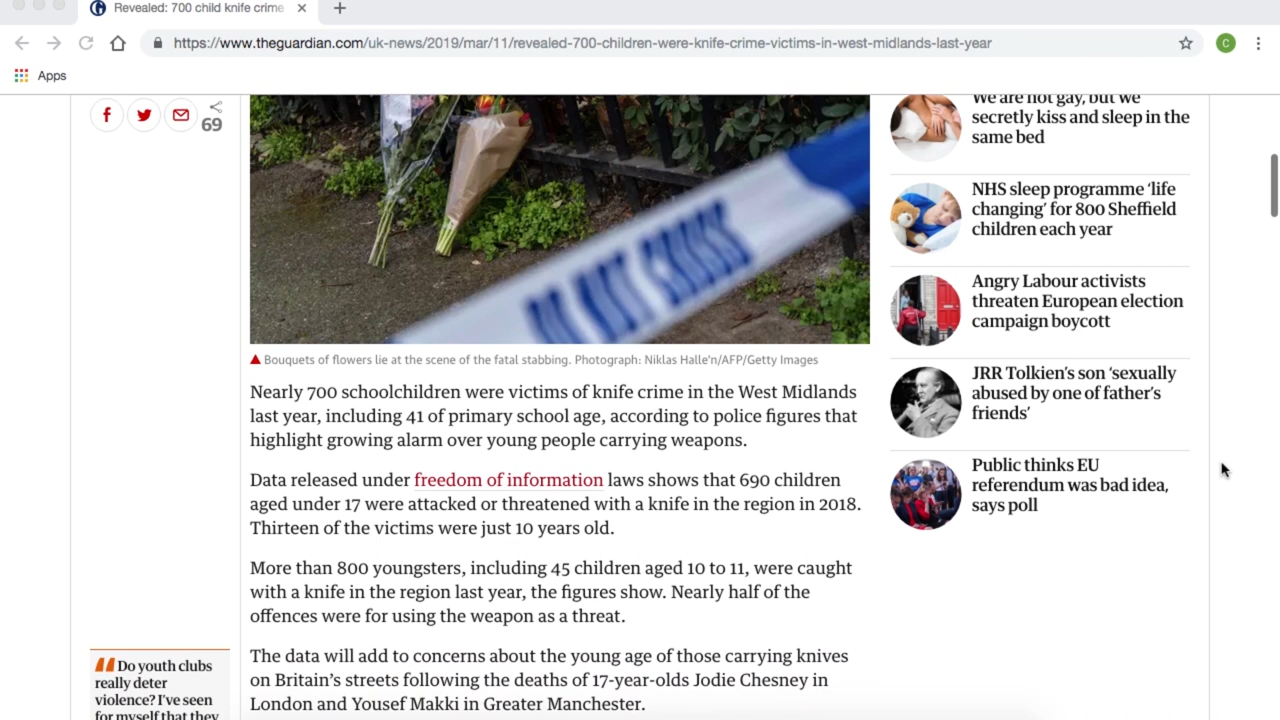 Revealed: 700 child knife crime
https://www.theguardian.com/uk-news/2019/mar/11/revealed-700-children-were-knife-crime-victims-in-west-midlands-last-year
C
Apps
69
We are not gay, but we
secretly kiss and sleep in the
same bed
NHS sleep programme ‘life
changing’ for 800 Sheffield
children each year
Angry Labour activists
threaten European election
campaign boycott
JRR Tolkien’s son ‘sexually
abused by one of father’s
friends’
Public thinks EU
referendum was bad idea,
says poll
NOT CROSS
Bouquets of flowers lie at the scene of the fatal stabbing. Photograph: Niklas Halle’n/AFP/Getty Images
Nearly 700 schoolchildren were victims of knife crime in the West Midlands
last year, including 41 of primary school age, according to police figures that
highlight growing alarm over young people carrying weapons.
Data released under freedom of information laws shows that 690 children
aged under 17 were attacked or threatened with a knife in the region in 2018.
Thirteen of the victims were just 10 years old.
More than 800 youngsters, including 45 children aged 10 to 11, were caught
with a knife in the region last year, the figures show. Nearly half of the
offences were for using the weapon as a threat.
The data will add to concerns about the young age of those carrying knives
on Britain’s streets following the deaths of 17-year-olds Jodie Chesney in
London and Yousef Makki in Greater Manchester.
Do youth clubs
really deter
violence? I’ve seen
for myself that they